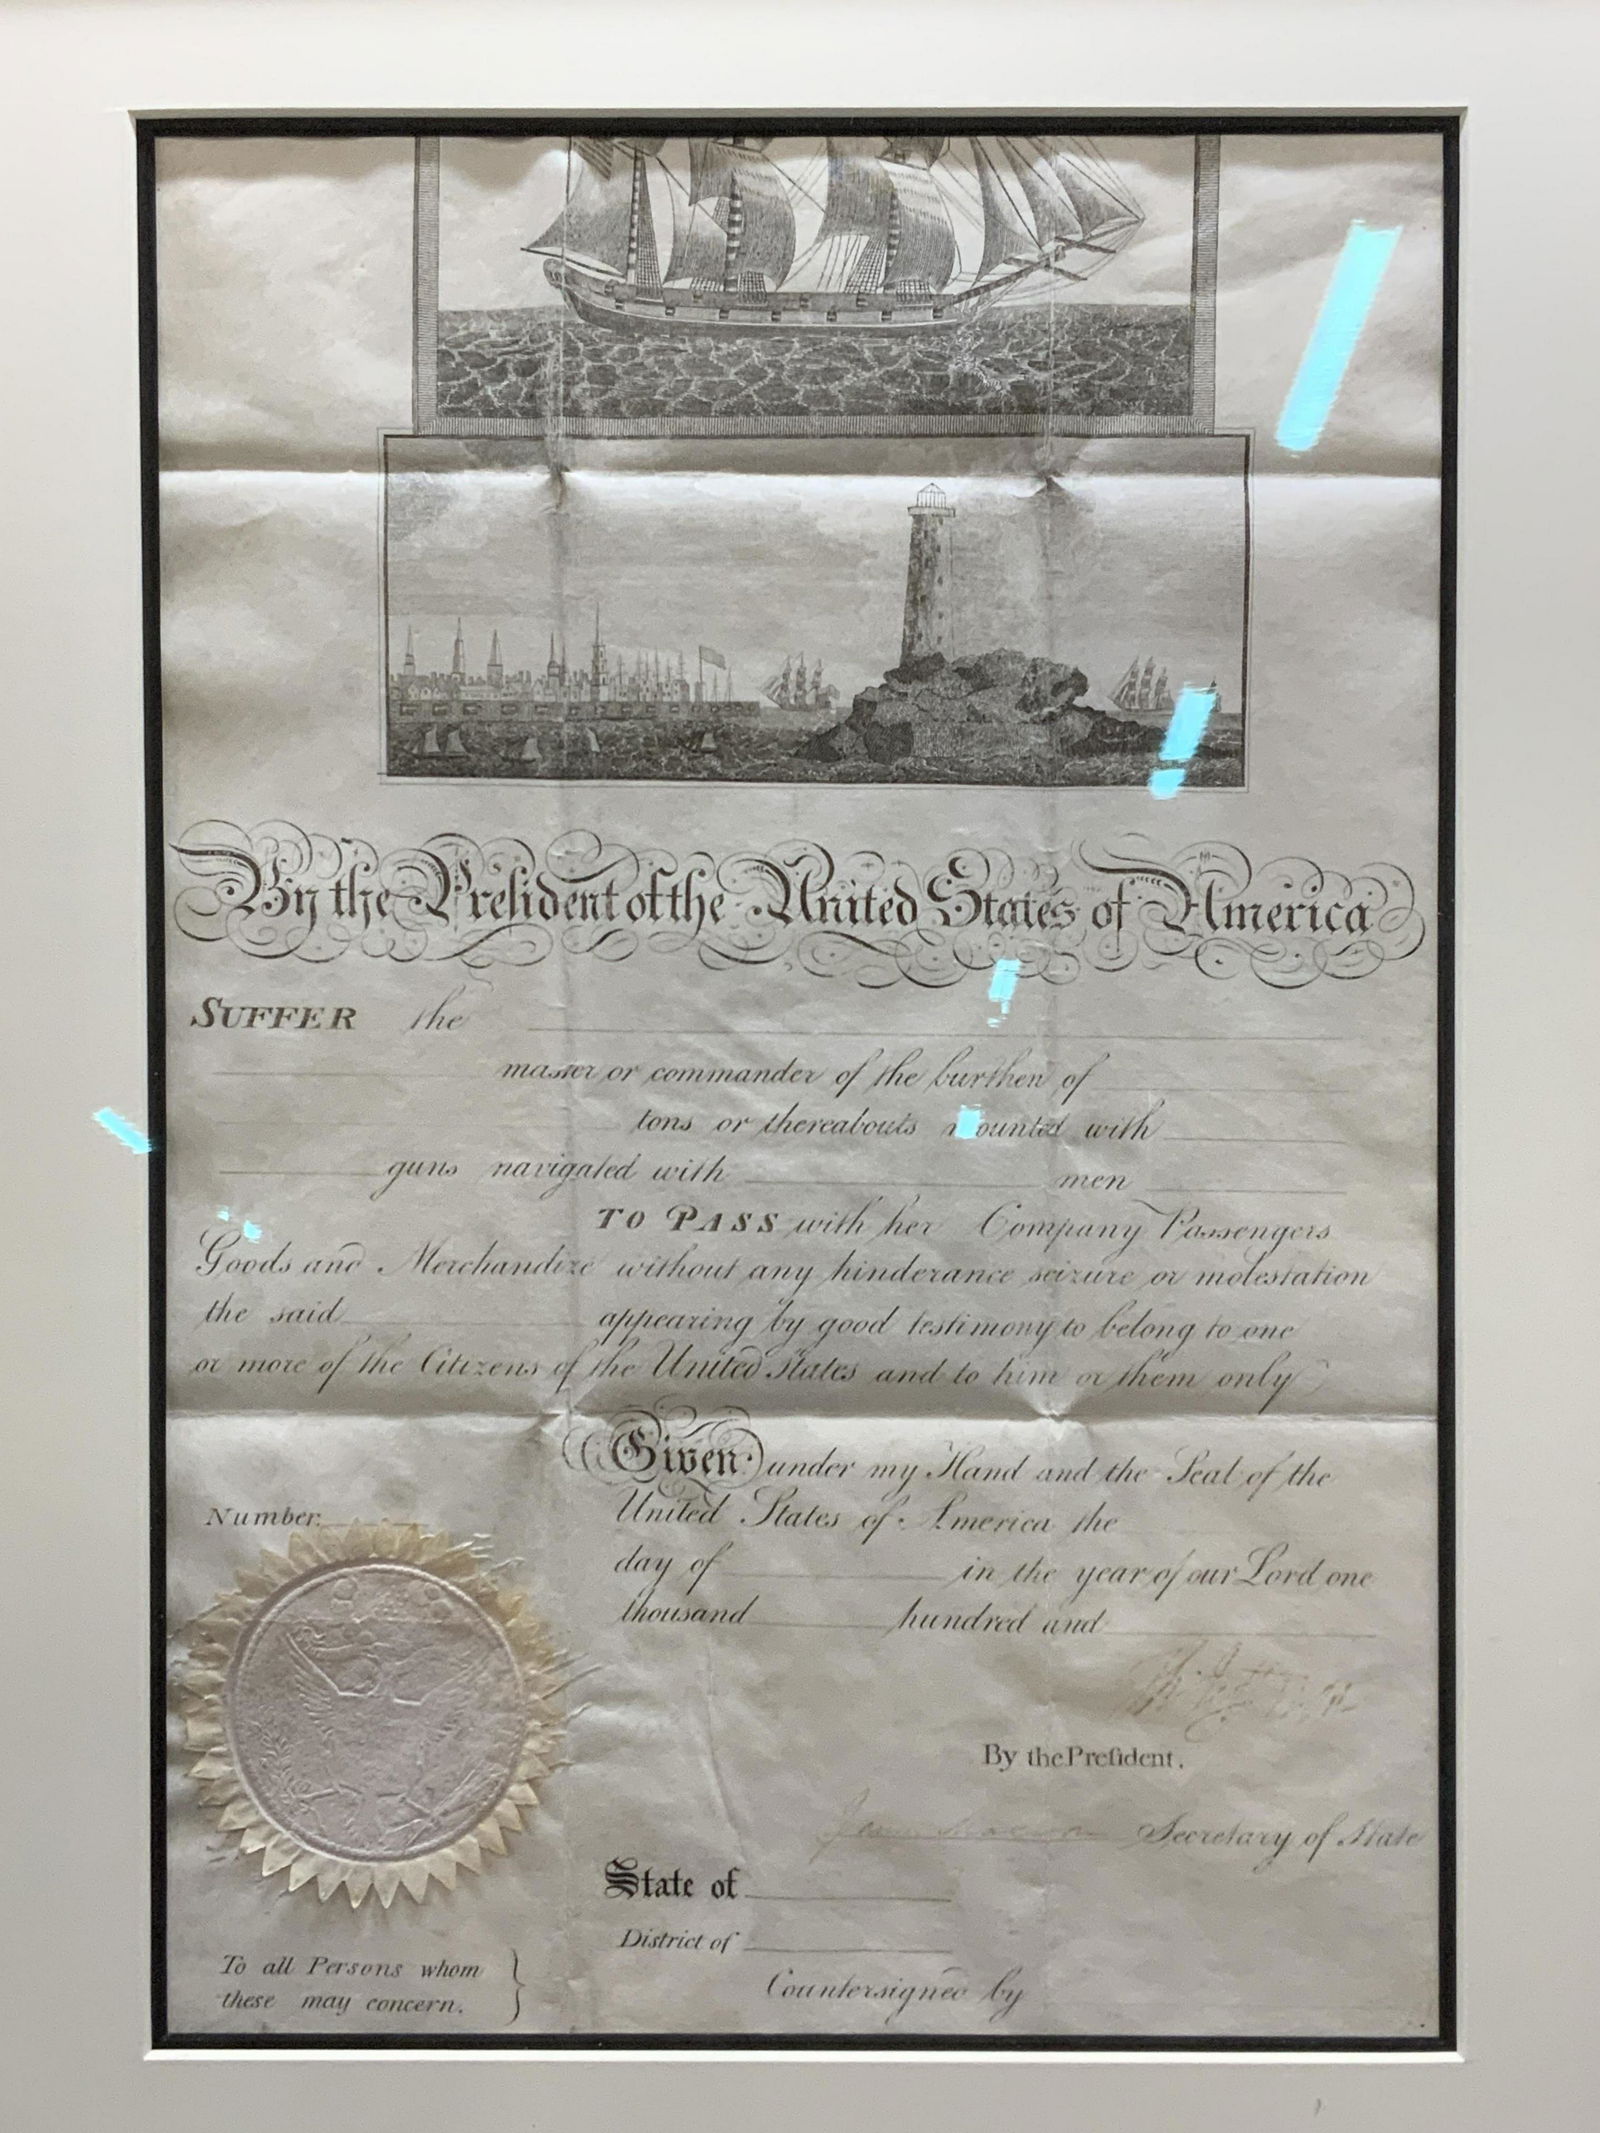 By the Preſident of the United States of America
SUFFER the
master or commander of the burthen of
tons or thereabouts mounted with
guns navigated with men
TO PASS with her Company Passengers
Goods and Merchandize without any hinderance seizure or molestation
the said appearing by good testimony to belong to one
or more of the Citizens of the United States and to him or them only
Given under my Hand and the Seal of the
United States of America the
Number.
day of in the year of our Lord one
thousand hundred and
By the Preſident.
Secretary of State
State of
District of
To all Persons whom
these may concern.
Countersigned by